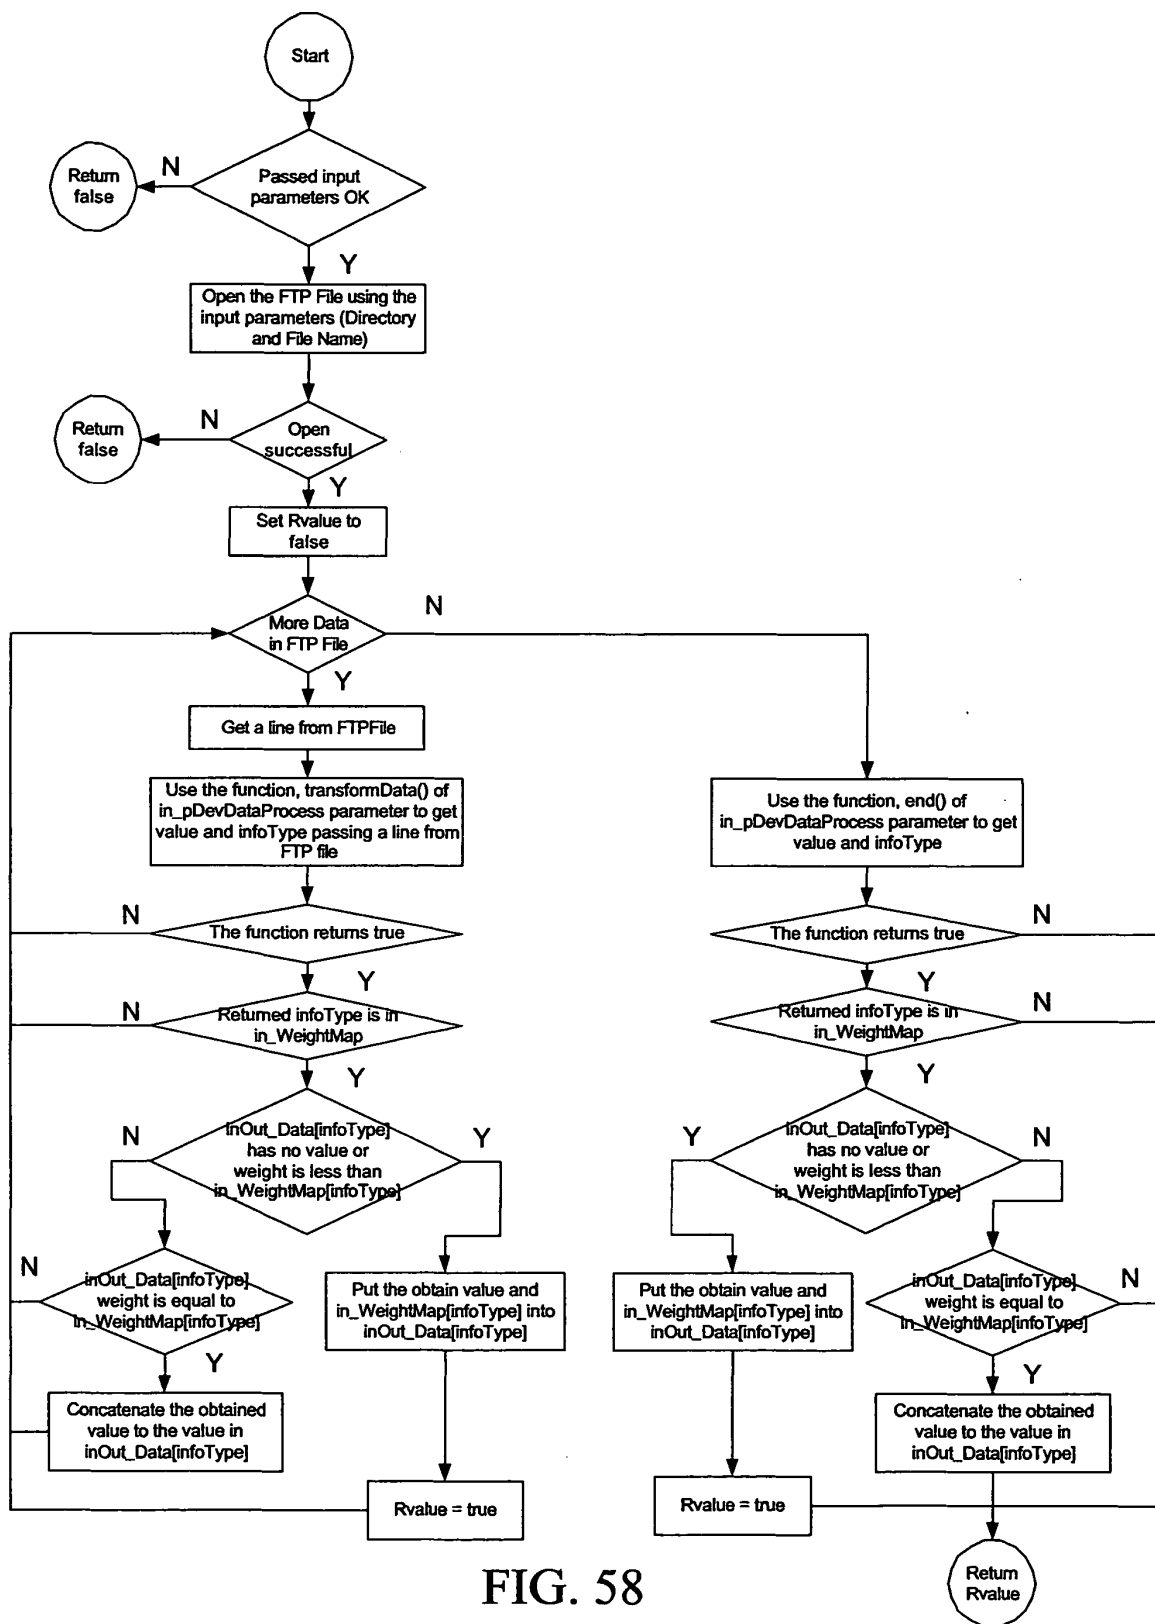 Start
Passed input
parameters OK
N
Return
false
Y
Open the FTP File using the
input parameters (Directory
and File Name)
Open
successful
N
Return
false
Y
Set Rvalue to
false
More Data
in FTP File
N
Y
Get a line from FTPFile
Use the function, transformData() of
in_pDevDataProcess parameter to get
value and infoType passing a line from
FTP file
Use the function, end() of
in_pDevDataProcess parameter to get
value and infoType
N
The function returns true
Y
The function returns true
N
Y
N
Returned infoType is in
in_WeightMap
Y
Returned infoType is in
in_WeightMap
N
Y
N
inOut_Data[infoType]
has no value or
weight is less than
in_WeightMap[infoType]
Y
Y
inOut_Data[infoType]
has no value or
weight is less than
in_WeightMap[infoType]
N
N
inOut_Data[infoType]
weight is equal to
in_WeightMap[infoType]
Y
Put the obtain value and
in_WeightMap[infoType] into
inOut_Data[infoType]
Put the obtain value and
in_WeightMap[infoType] into
inOut_Data[infoType]
inOut_Data[infoType]
weight is equal to
in_WeightMap[infoType]
N
Y
Concatenate the obtained
value to the value in
inOut_Data[infoType]
Concatenate the obtained
value to the value in
inOut_Data[infoType]
Rvalue = true
Rvalue = true
Return
Rvalue
FIG. 58